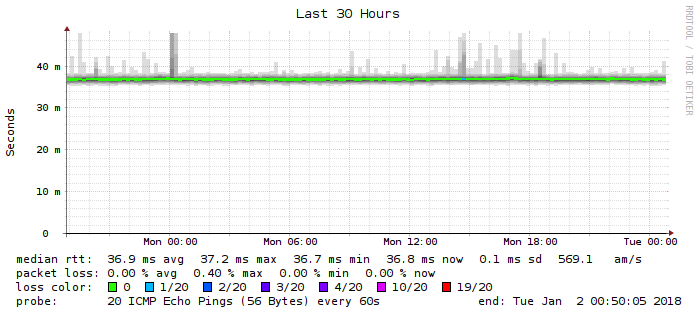 Last 30 Hours
RRDTOOL / TOBI OETIKER
Seconds
40 m
30 m
20 m
10 m
0
Mon 00:00 Mon 06:00 Mon 12:00 Mon 18:00 Tue 00:00
median rtt: 36.9 ms avg 37.2 ms max 36.7 ms min 36.8 ms now 0.1 ms sd 569.1 am/s
packet loss: 0.00 % avg 0.40 % max 0.00 % min 0.00 % now
loss color: 0 1/20 2/20 3/20 4/20 10/20 19/20
probe: 20 ICMP Echo Pings (56 Bytes) every 60s end: Tue Jan 2 00:50:05 2018